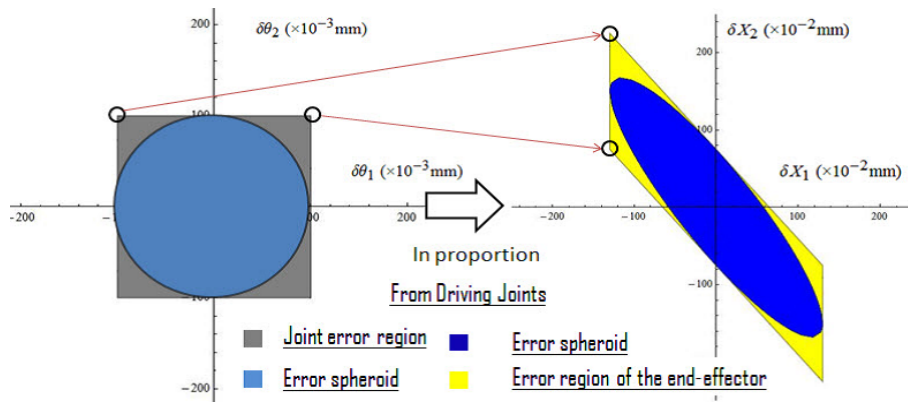 200
δθ₂ (×10⁻³mm)
δX₂ (×10⁻²mm)
200
100
100
δθ₁ (×10⁻³mm)
δX₁ (×10⁻²mm)
-200
200
-200
-100
100
200
In proportion
From Driving Joints
-100
-100
Joint error region
Error spheroid
Error spheroid
Error region of the end-effector
-200